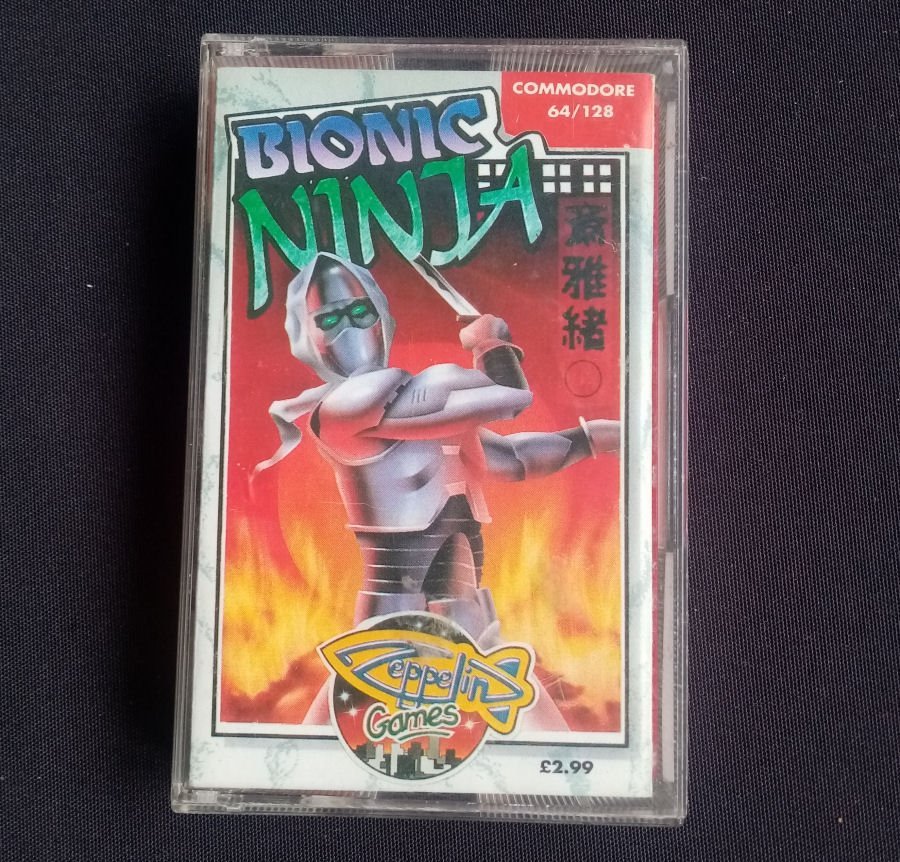 COMMODORE
64/128
BIONIC
NINJA
雅
緒
Zeppelin
Games
£2.99